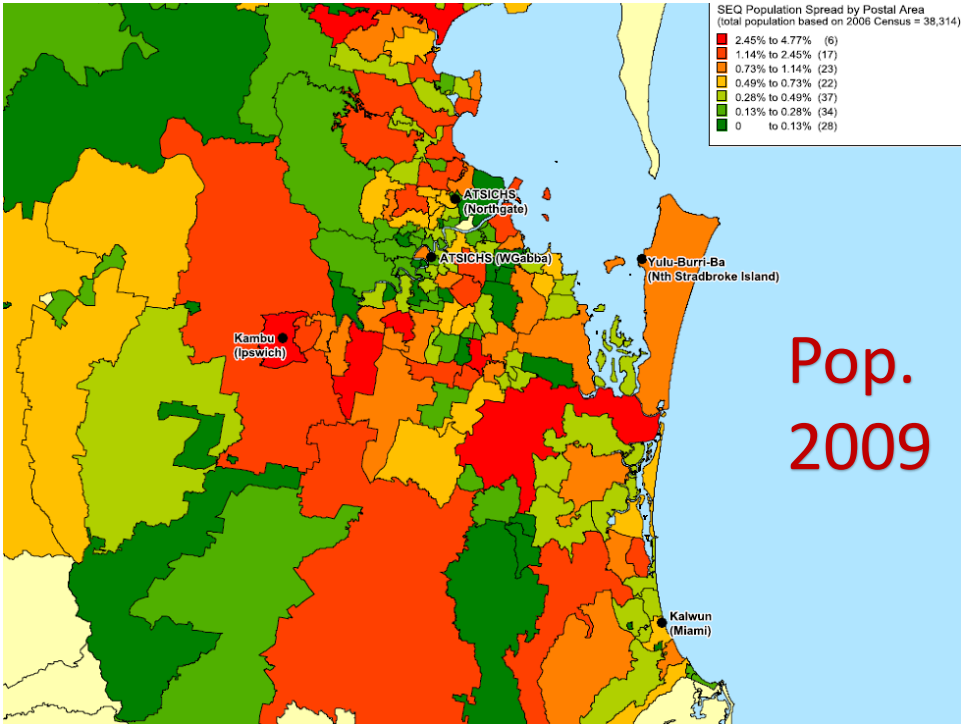 SEQ Population Spread by Postal Area
(total population based on 2006 Census = 38,314)
2.45% to 4.77% (6)
1.14% to 2.45% (17)
0.73% to 1.14% (23)
0.49% to 0.73% (22)
0.28% to 0.49% (37)
0.13% to 0.28% (34)
0 to 0.13% (28)
ATSICHS
(Northgate)
ATSICHS (WGabba)
Yulu-Burri-Ba
(Nth Stradbroke Island)
Kambu
(Ipswich)
Pop.
2009
Kalwun
(Miami)